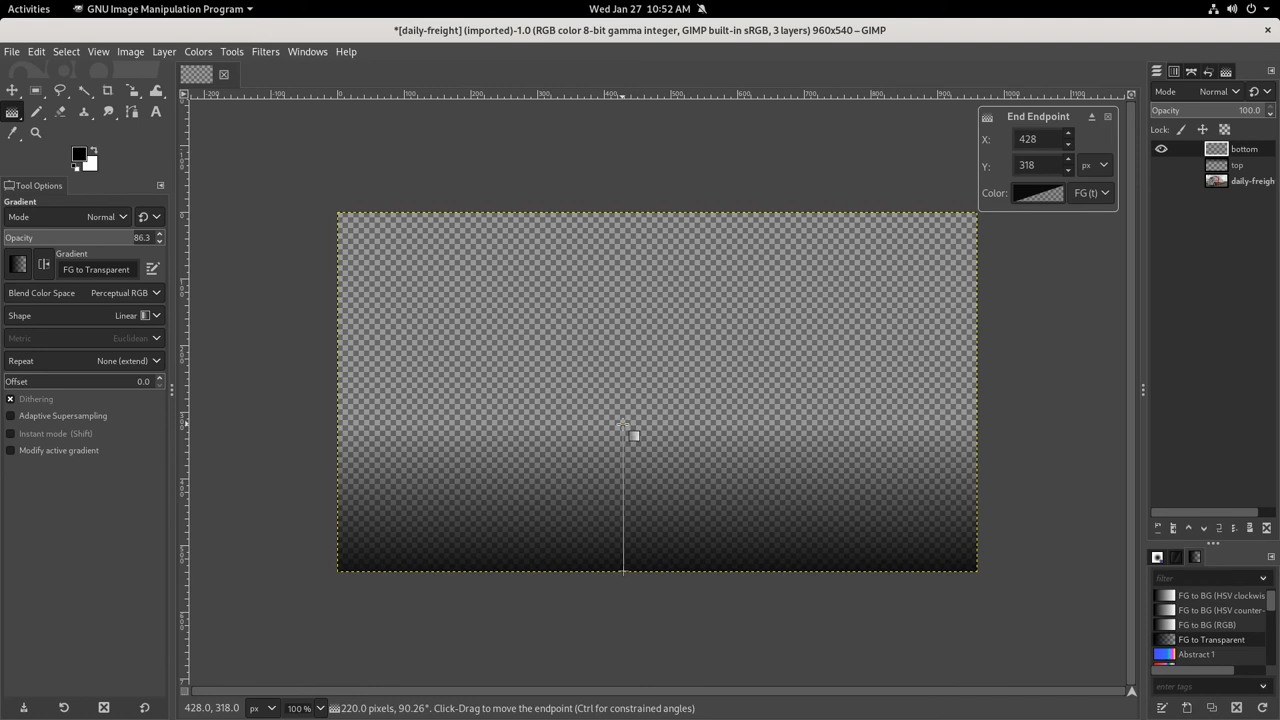 Activities
GNU Image Manipulation Program
Wed Jan 27 10:52 AM
*[daily-freight] (imported)-1.0 (RGB color 8-bit gamma integer, GIMP built-in sRGB, 3 layers) 960x540 – GIMP
File Edit Select View Image Layer Colors Tools Filters Windows Help
Tool Options
Gradient
Mode Normal
Opacity 86.3
Gradient
FG to Transparent
Blend Color Space Perceptual RGB
Shape Linear
Metric Euclidean
Repeat None (extend)
Offset 0.0
Dithering
Adaptive Supersampling
Instant mode (Shift)
Modify active gradient
End Endpoint
X: 428
Y: 318 px
Color: FG (t)
Mode Normal
Opacity 100.0
Lock:
bottom
top
daily-freigh
filter
FG to BG (HSV clockwis
FG to BG (HSV counter-
FG to BG (RGB)
FG to Transparent
Abstract 1
enter tags
428.0, 318.0 px 100 % 220.0 pixels, 90.26°. Click-Drag to move the endpoint (Ctrl for constrained angles)